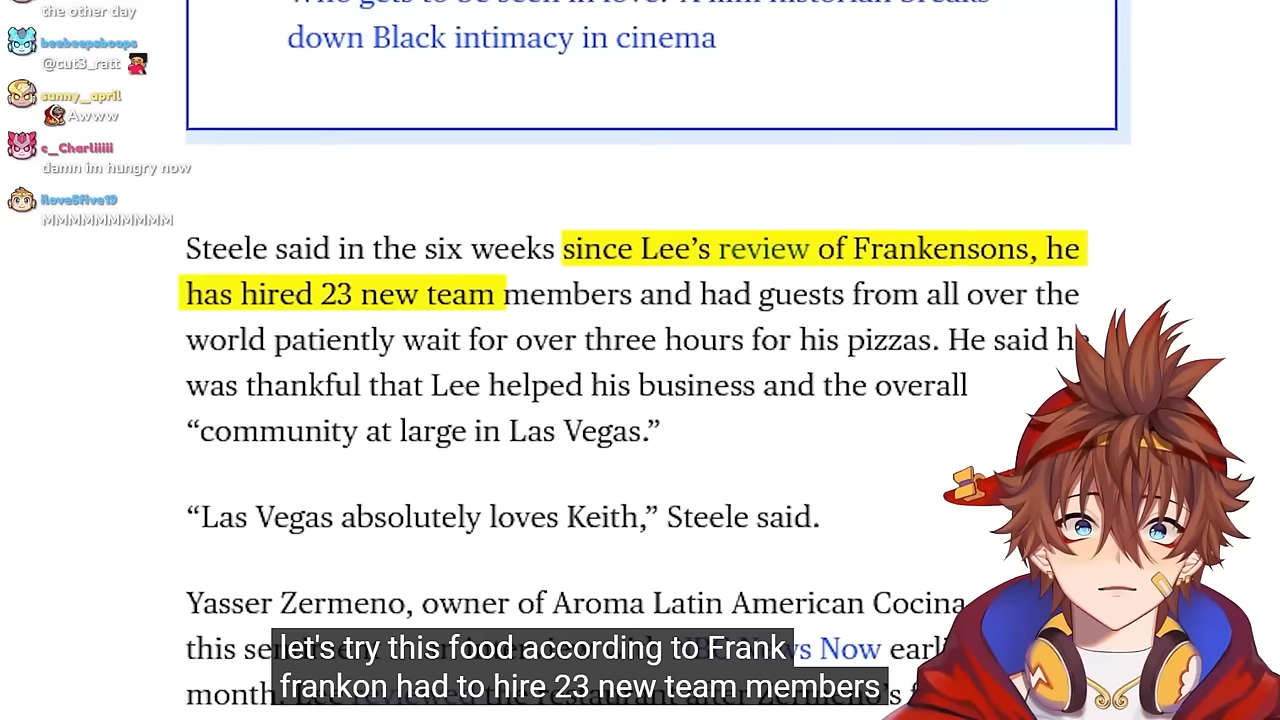 the other day
beebeepsboops
@cut3_ratt
sunny_april
Awww
c_Charliiiii
damn im hungry now
ilove5five19
MMMMMMMMMM
down Black intimacy in cinema
Steele said in the six weeks since Lee’s review of Frankensons, he
has hired 23 new team members and had guests from all over the
world patiently wait for over three hours for his pizzas. He said he
was thankful that Lee helped his business and the overall
“community at large in Las Vegas.”
“Las Vegas absolutely loves Keith,” Steele said.
Yasser Zermeno, owner of Aroma Latin American Cocina
this
s Now
month.
let's try this food according to Frank
frankon had to hire 23 new team members